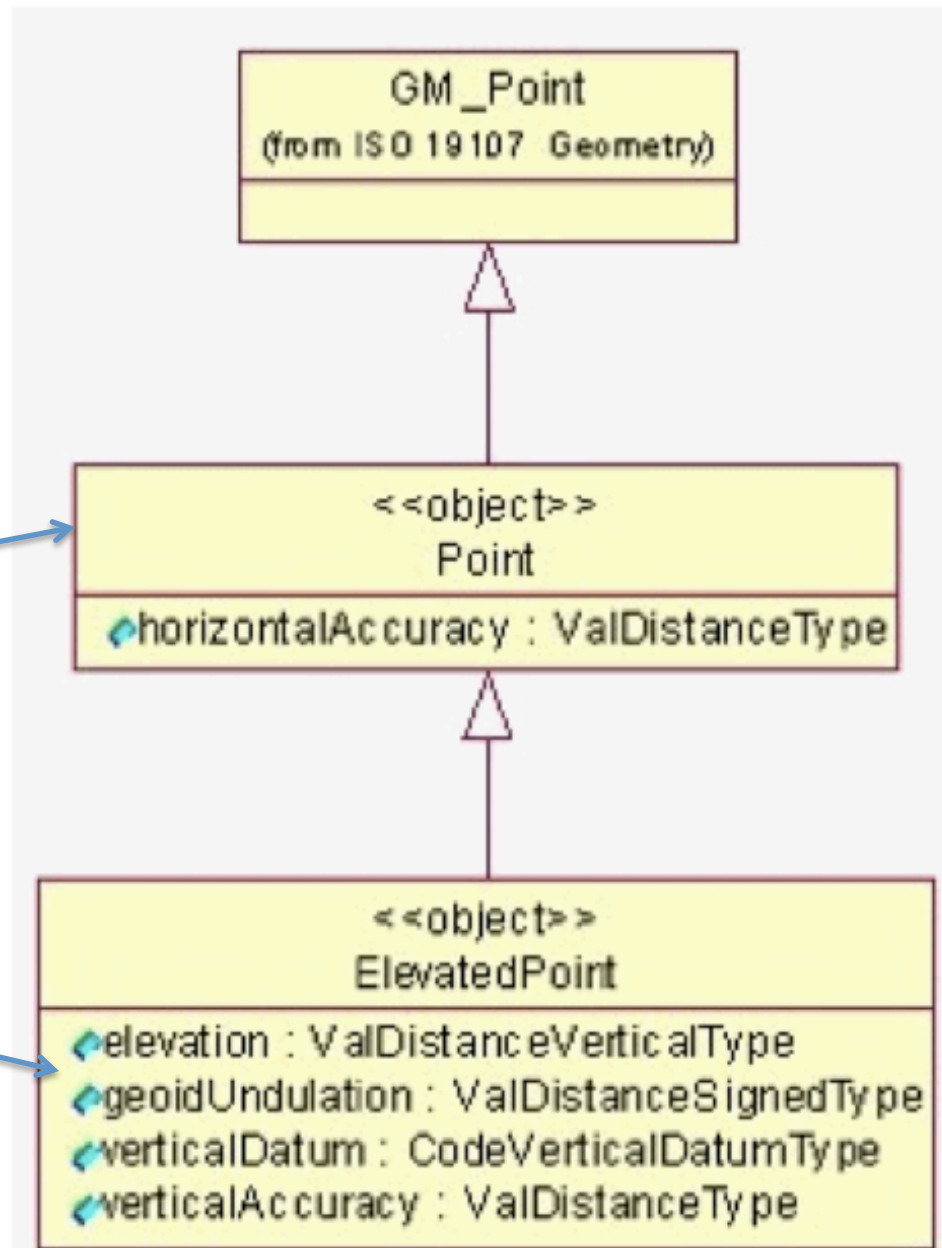 GM_Point
(from ISO 19107 Geometry)
<<object>>
Point
horizontalAccuracy : ValDistanceType
<<object>>
ElevatedPoint
elevation : ValDistanceVerticalType
geoidUndulation : ValDistanceSignedType
verticalDatum : CodeVerticalDatumType
verticalAccuracy : ValDistanceType